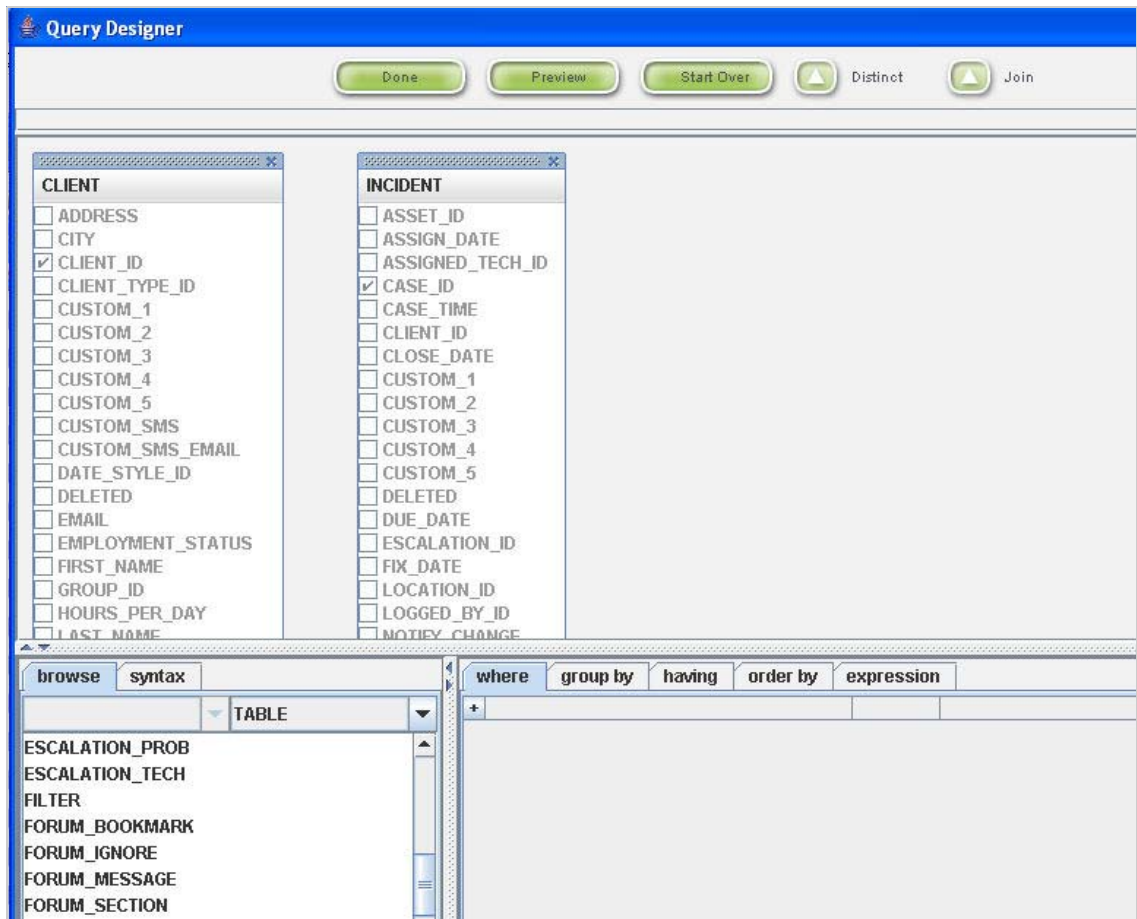 Query Designer
Done Preview Start Over Distinct Join
CLIENT
ADDRESS
CITY
CLIENT_ID
CLIENT_TYPE_ID
CUSTOM_1
CUSTOM_2
CUSTOM_3
CUSTOM_4
CUSTOM_5
CUSTOM_SMS
CUSTOM_SMS_EMAIL
DATE_STYLE_ID
DELETED
EMAIL
EMPLOYMENT_STATUS
FIRST_NAME
GROUP_ID
HOURS_PER_DAY
LAST_NAME
INCIDENT
ASSET_ID
ASSIGN_DATE
ASSIGNED_TECH_ID
CASE_ID
CASE_TIME
CLIENT_ID
CLOSE_DATE
CUSTOM_1
CUSTOM_2
CUSTOM_3
CUSTOM_4
CUSTOM_5
DELETED
DUE_DATE
ESCALATION_ID
FIX_DATE
LOCATION_ID
LOGGED_BY_ID
NOTIFY_CHANGE
browse syntax
TABLE
ESCALATION_PROB
ESCALATION_TECH
FILTER
FORUM_BOOKMARK
FORUM_IGNORE
FORUM_MESSAGE
FORUM_SECTION
where group by having order by expression
+